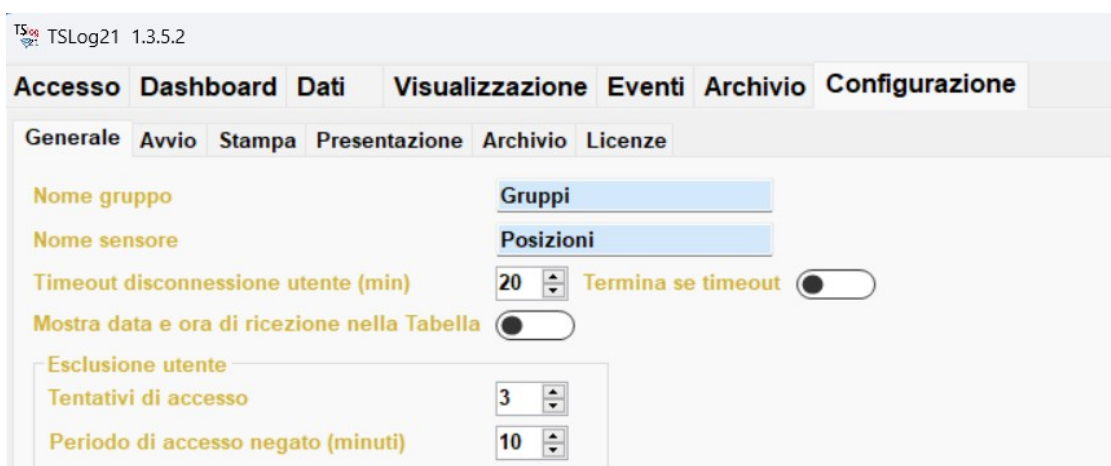 TSLog21 1.3.5.2
Accesso Dashboard Dati Visualizzazione Eventi Archivio Configurazione
Generale Avvio Stampa Presentazione Archivio Licenze
Nome gruppo Gruppi
Nome sensore Posizioni
Timeout disconnessione utente (min) 20 Termina se timeout
Mostra data e ora di ricezione nella Tabella
Esclusione utente
Tentativi di accesso 3
Periodo di accesso negato (minuti) 10